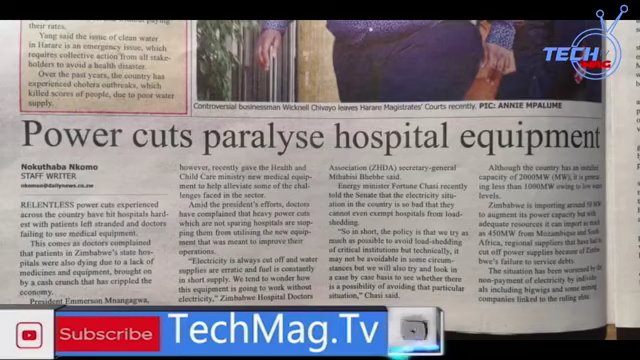 their rates.
Yang said the issue of clean water
in Harare is an emergency issue, which
requires collective action from all stake-
holders to avoid a health disaster.
Over the past years, the country has
experienced cholera outbreaks, which
killed scores of people, due to poor water
supply.
TECH
MAG
Controversial businessman Wicknell Chivayo leaves Harare Magistrates' Courts recently. PIC: ANNIE MPALUME
Power cuts paralyse hospital equipment
Nokuthaba Nkomo
STAFF WRITER
nkomoo@dailynews.co.zw
RELENTLESS power cuts experienced
across the country have hit hospitals hard-
est with patients left stranded and doctors
failing to use medical equipment.
This comes as doctors complained
that patients in Zimbabwe's state hos-
pitals were also dying due to a lack of
medicines and equipment, brought on
by a cash crunch that has crippled the
economy.
President Emmerson Mnangagwa,
however, recently gave the Health and
Child Care ministry new medical equip-
ment to help alleviate some of the chal-
lenges faced in the sector.
Amid the president's efforts, doctors
have complained that heavy power cuts
which are not sparing hospitals are stop-
ping them from utilising the new equip-
ment that was meant to improve their
operations.
"Electricity is always cut off and water
supplies are erratic and fuel is constantly
in short supply. We tend to wonder how
this equipment is going to work without
electricity," Zimbabwe Hospital Doctors
Association (ZHDA) secretary-general
Mthabisi Bhebhe said.
Energy minister Fortune Chasi recently
told the Senate that the electricity situ-
ation in the country is so bad that they
cannot even exempt hospitals from load-
shedding.
"So in short, the policy is that we try as
much as possible to avoid load-shedding
of critical institutions but technically, it
may not be avoidable in some circum-
stances but we will also try and look in
a case by case basis to see whether there
is a possibility of avoiding that particular
situation," Chasi said.
Although the country has an installed
capacity of 2000MW (MW), it is genera-
ing less than 1000MW owing to low water
levels.
Zimbabwe is importing around 50 MW
to augment its power capacity but with
adequate resources it can import as much
as 450MW from Mozambique and South
Africa, regional suppliers that have had to
cut off power supplies because of Zimba-
bwe's failure to service debts.
The situation has been worsened by the
non-payment of electricity by individu-
als including bigwigs and some mining
companies linked to the ruling elite.
Subscribe
TechMag.Tv